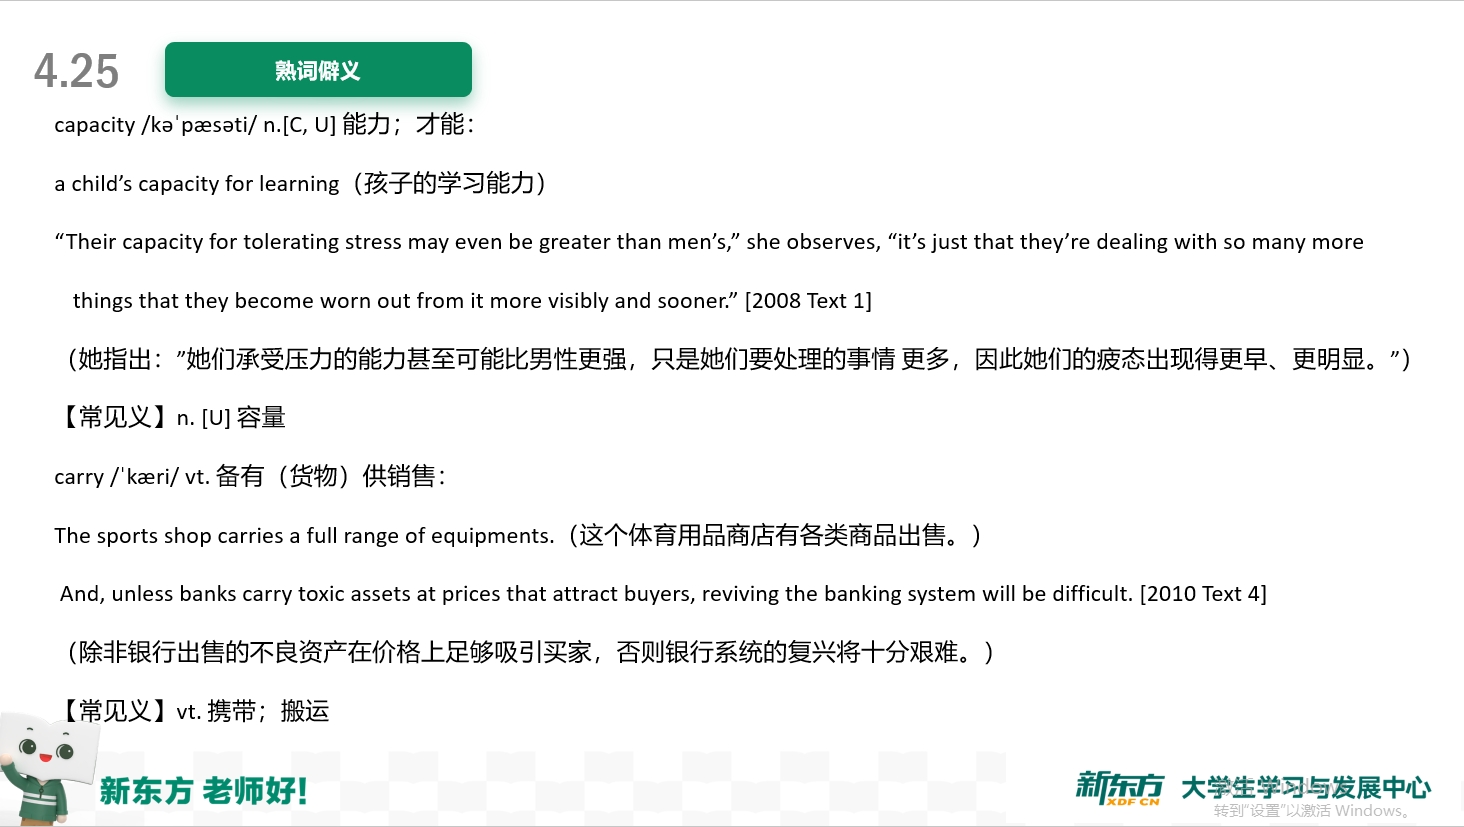 4.25
熟词僻义
capacity /kəˈpæsəti/ n.[C, U] 能力；才能：
a child’s capacity for learning（孩子的学习能力）
“Their capacity for tolerating stress may even be greater than men’s,” she observes, “it’s just that they’re dealing with so many more
things that they become worn out from it more visibly and sooner.” [2008 Text 1]
（她指出：”她们承受压力的能力甚至可能比男性更强，只是她们要处理的事情 更多，因此她们的疲态出现得更早、更明显。”）
【常见义】n. [U] 容量
carry /ˈkæri/ vt. 备有（货物）供销售：
The sports shop carries a full range of equipments.（这个体育用品商店有各类商品出售。）
And, unless banks carry toxic assets at prices that attract buyers, reviving the banking system will be difficult. [2010 Text 4]
（除非银行出售的不良资产在价格上足够吸引买家，否则银行系统的复兴将十分艰难。）
【常见义】vt. 携带；搬运
新东方 老师好!
新东方 XDF.CN 大学生学习与发展中心
激活 Windows
转到“设置”以激活 Windows。